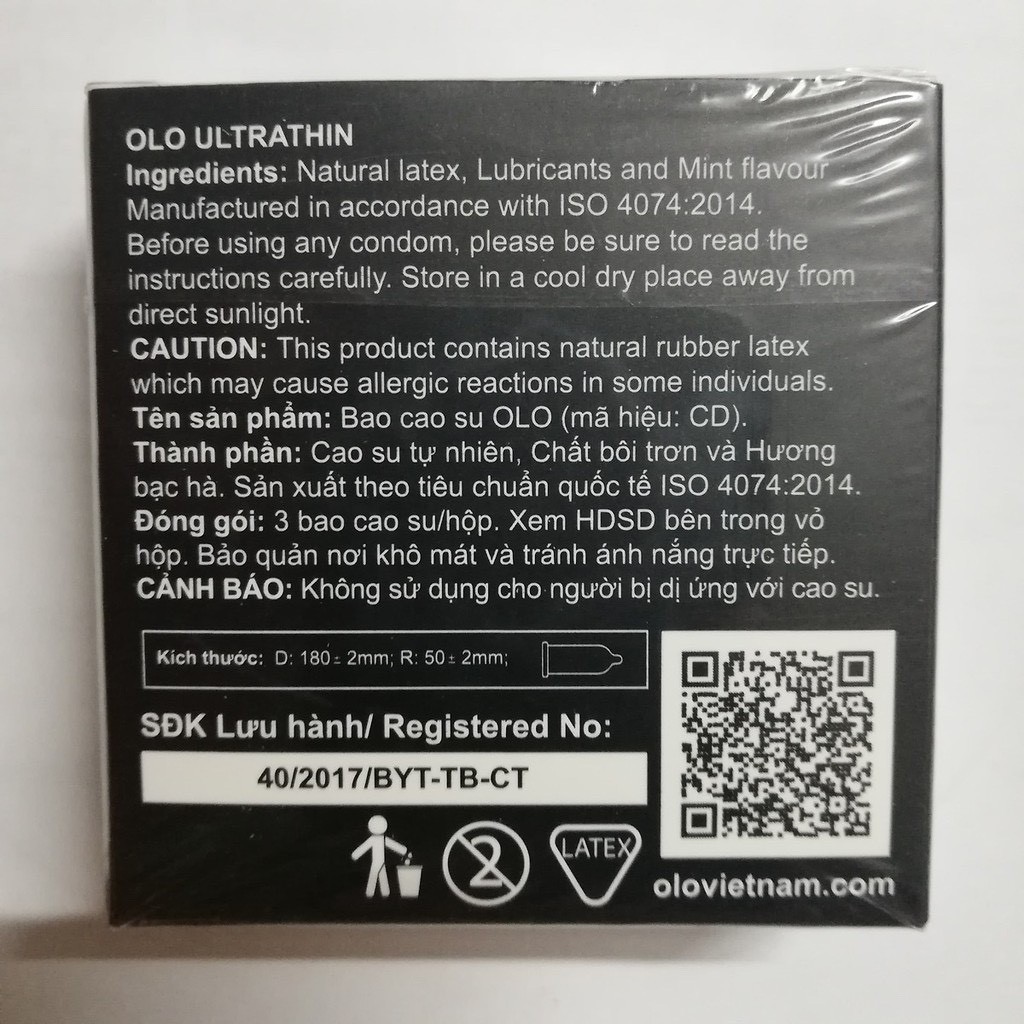 OLO ULTRATHIN
Ingredients: Natural latex, Lubricants and Mint flavour
Manufactured in accordance with ISO 4074:2014.
Before using any condom, please be sure to read the
instructions carefully. Store in a cool dry place away from
direct sunlight.
CAUTION: This product contains natural rubber latex
which may cause allergic reactions in some individuals.
Tên sản phẩm: Bao cao su OLO (mã hiệu: CD).
Thành phần: Cao su tự nhiên, Chất bôi trơn và Hương
bạc hà. Sản xuất theo tiêu chuẩn quốc tế ISO 4074:2014.
Đóng gói: 3 bao cao su/hộp. Xem HDSD bên trong vỏ
hộp. Bảo quản nơi khô mát và tránh ánh nắng trực tiếp.
CẢNH BÁO: Không sử dụng cho người bị dị ứng với cao su.
Kích thước: D: 180± 2mm; R: 50± 2mm;
SĐK Lưu hành/ Registered No:
40/2017/BYT-TB-CT
2
LATEX
olovietnam.com